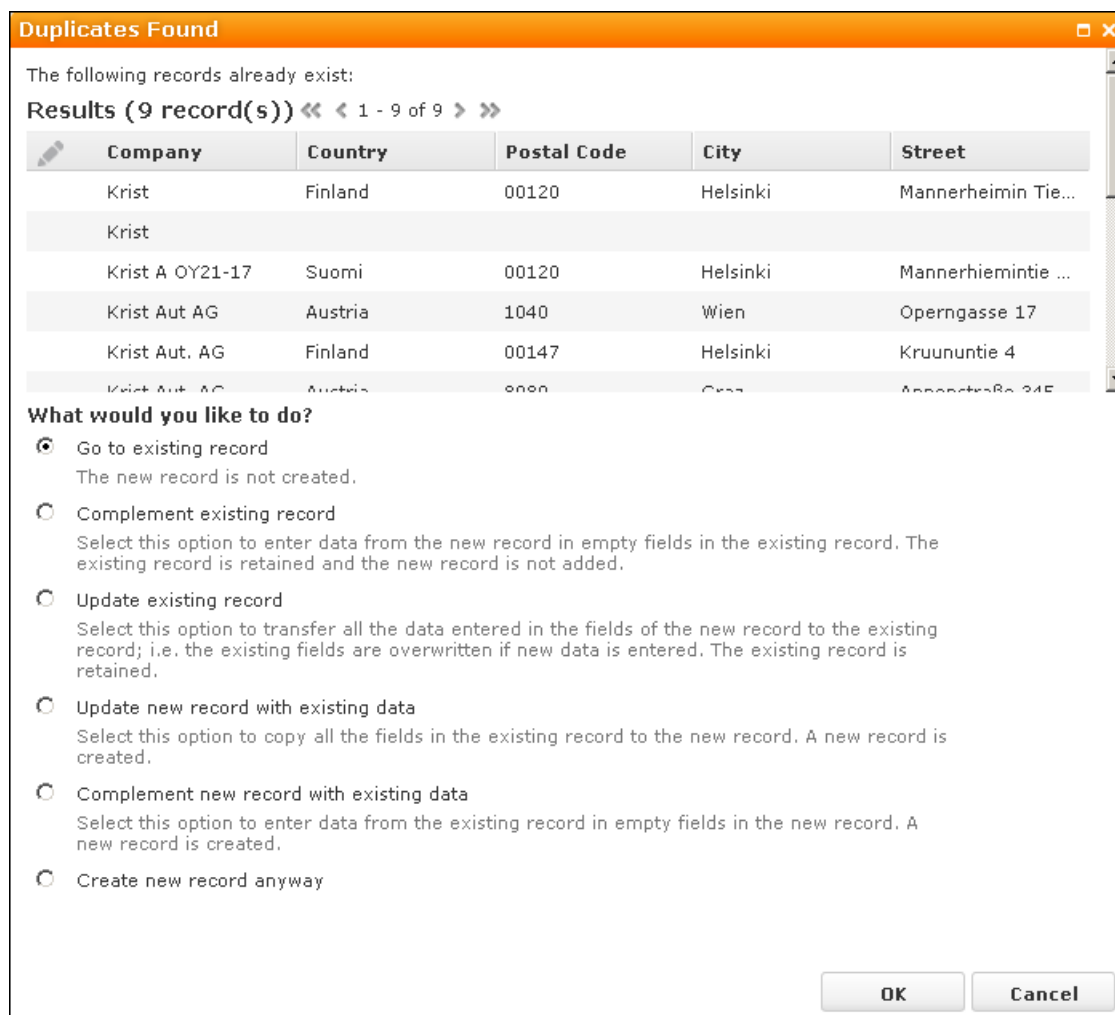 Duplicates Found
The following records already exist:
Results (9 record(s)) 1 - 9 of 9
Company Country Postal Code City Street
Krist Finland 00120 Helsinki Mannerheimin Tie...
Krist
Krist A OY21-17 Suomi 00120 Helsinki Mannerhiemintie ...
Krist Aut AG Austria 1040 Wien Operngasse 17
Krist Aut. AG Finland 00147 Helsinki Kruununtie 4
Krist Aut. AG Austria 8080 Graz Annenstraße 345
What would you like to do?
Go to existing record
The new record is not created.
Complement existing record
Select this option to enter data from the new record in empty fields in the existing record. The
existing record is retained and the new record is not added.
Update existing record
Select this option to transfer all the data entered in the fields of the new record to the existing
record; i.e. the existing fields are overwritten if new data is entered. The existing record is
retained.
Update new record with existing data
Select this option to copy all the fields in the existing record to the new record. A new record is
created.
Complement new record with existing data
Select this option to enter data from the existing record in empty fields in the new record. A
new record is created.
Create new record anyway
OK Cancel